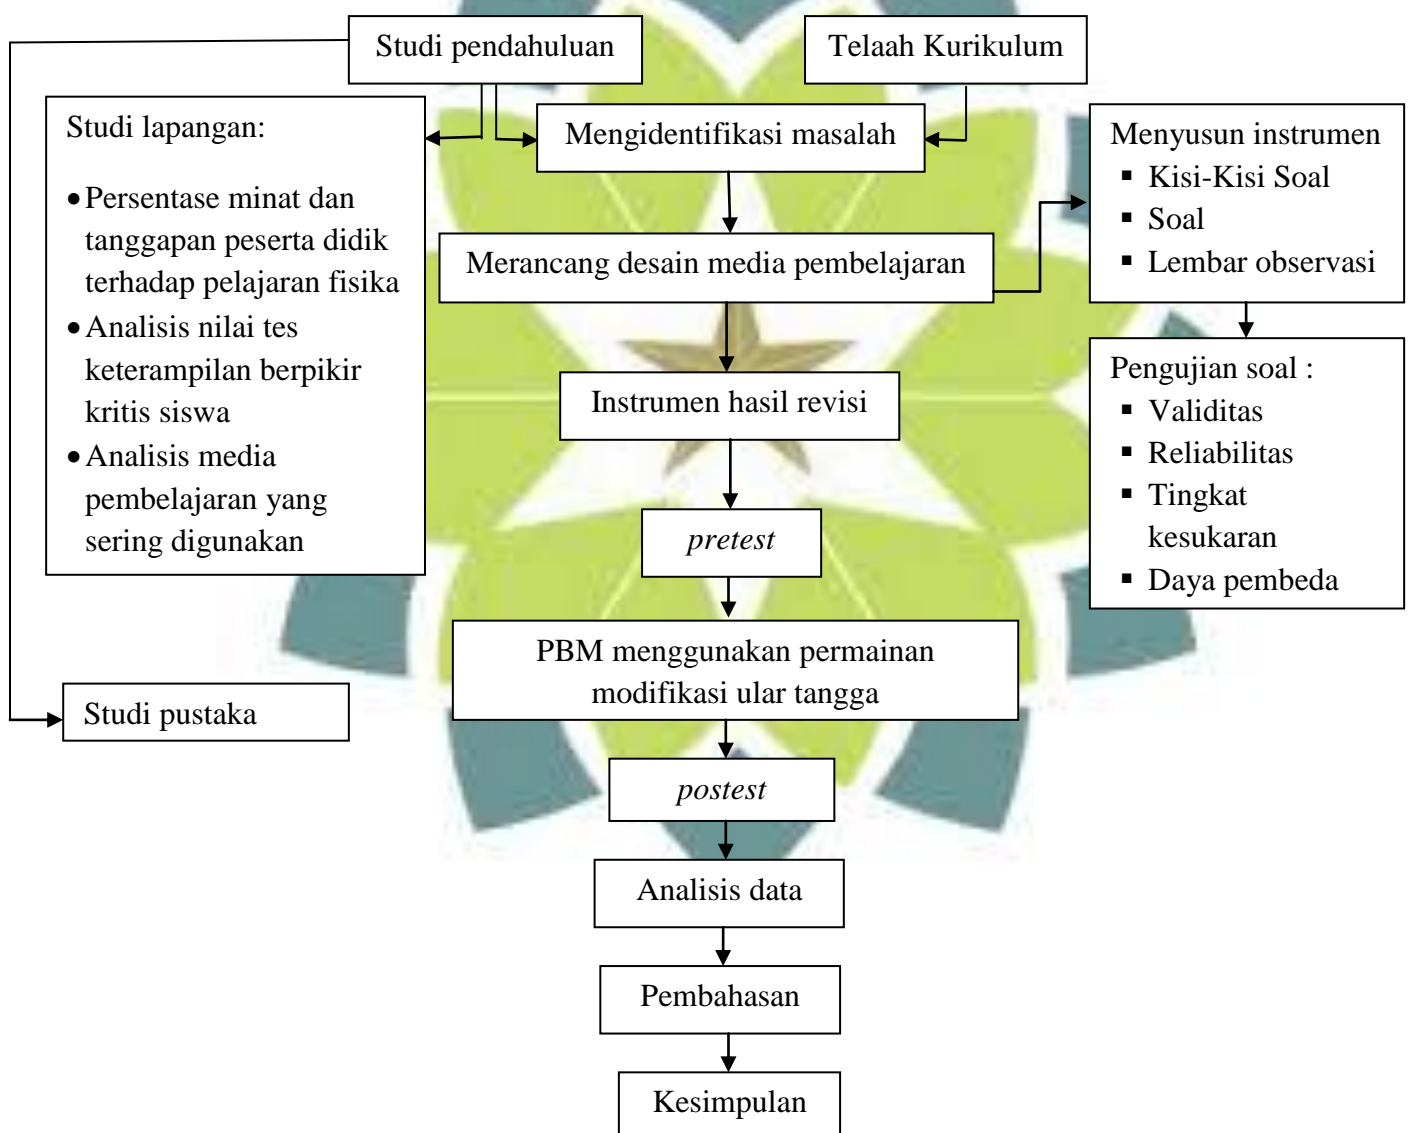 Studi pendahuluan
Telaah Kurikulum
Studi lapangan:
• Persentase minat dan
tanggapan peserta didik
terhadap pelajaran fisika
• Analisis nilai tes
keterampilan berpikir
kritis siswa
• Analisis media
pembelajaran yang
sering digunakan
Mengidentifikasi masalah
Menyusun instrumen
▪ Kisi-Kisi Soal
▪ Soal
▪ Lembar observasi
Merancang desain media pembelajaran
Pengujian soal :
▪ Validitas
▪ Reliabilitas
▪ Tingkat
kesukaran
▪ Daya pembeda
Instrumen hasil revisi
pretest
PBM menggunakan permainan
modifikasi ular tangga
Studi pustaka
postest
Analisis data
Pembahasan
Kesimpulan